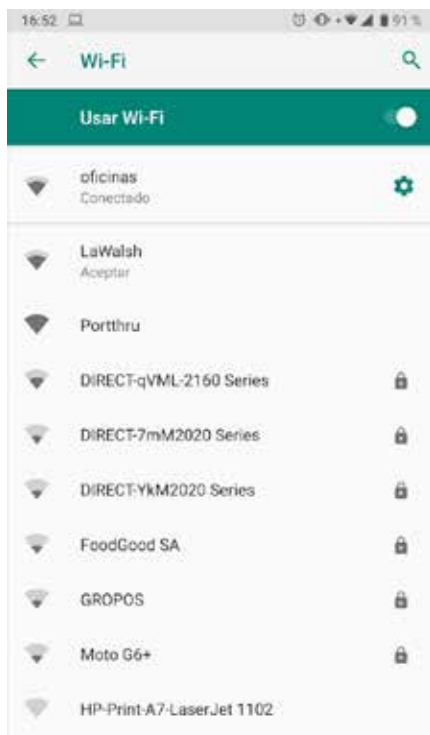 16:52 91 %
Wi-Fi
Usar Wi-Fi
oficinas
Conectado
LaWalsh
Aceptar
Portthru
DIRECT-qVML-2160 Series
DIRECT-7mM2020 Series
DIRECT-YkM2020 Series
FoodGood SA
GROPOS
Moto G6+
HP-Print-A7-LaserJet 1102